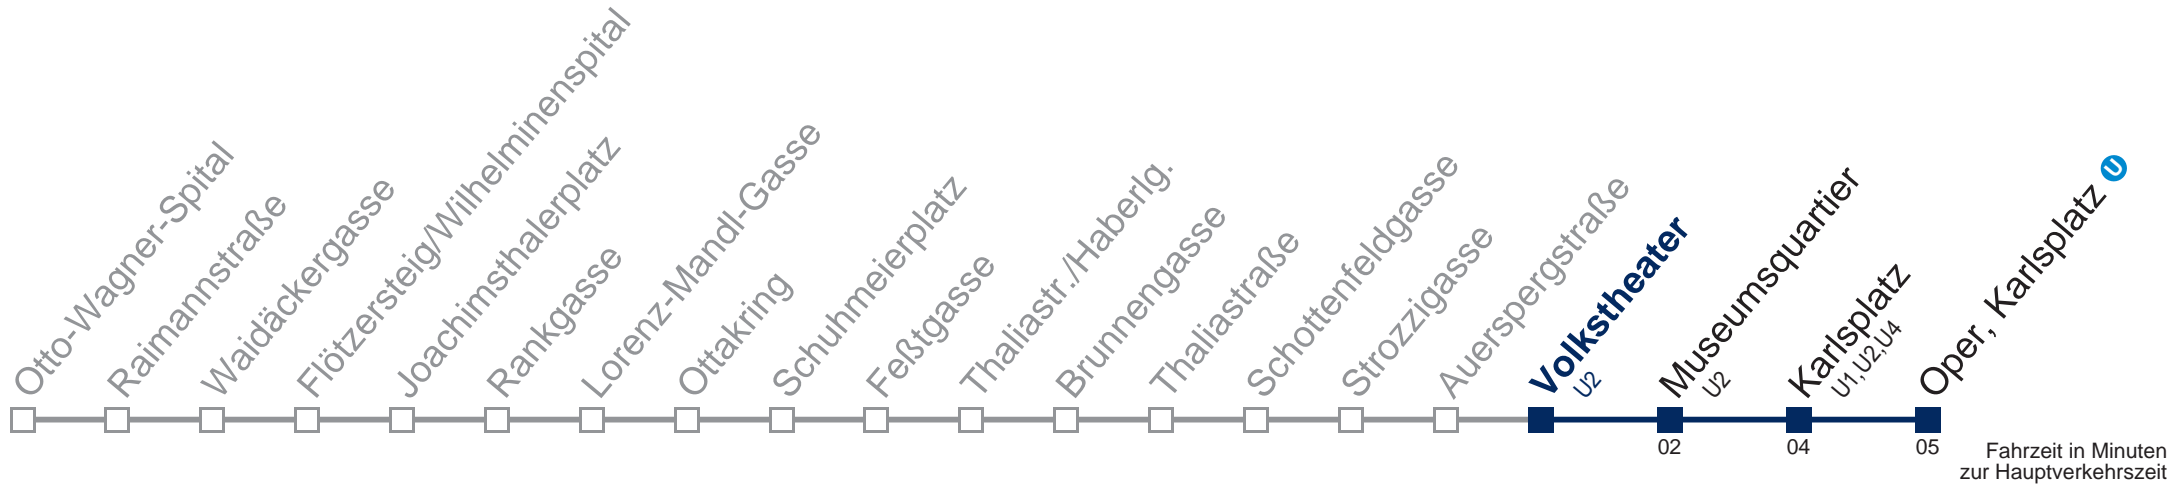 Otto-Wagner-Spital
Raimannstraße
Waidäckergasse
Flötzersteig/Wilhelminenspital
Joachimsthalerplatz
Rankgasse
Lorenz-Mandl-Gasse
Ottakring
Schuhmeierplatz
Feßtgasse
Thaliastr./Haberlg.
Brunnengasse
Thaliastraße
Schottenfeldgasse
Strozzigasse
Auerspergstraße
Volkstheater
U2
Museumsquartier
U2
Karlsplatz
U1,U2,U4
Oper, Karlsplatz U
02
04
05
Fahrzeit in Minuten
zur Hauptverkehrszeit